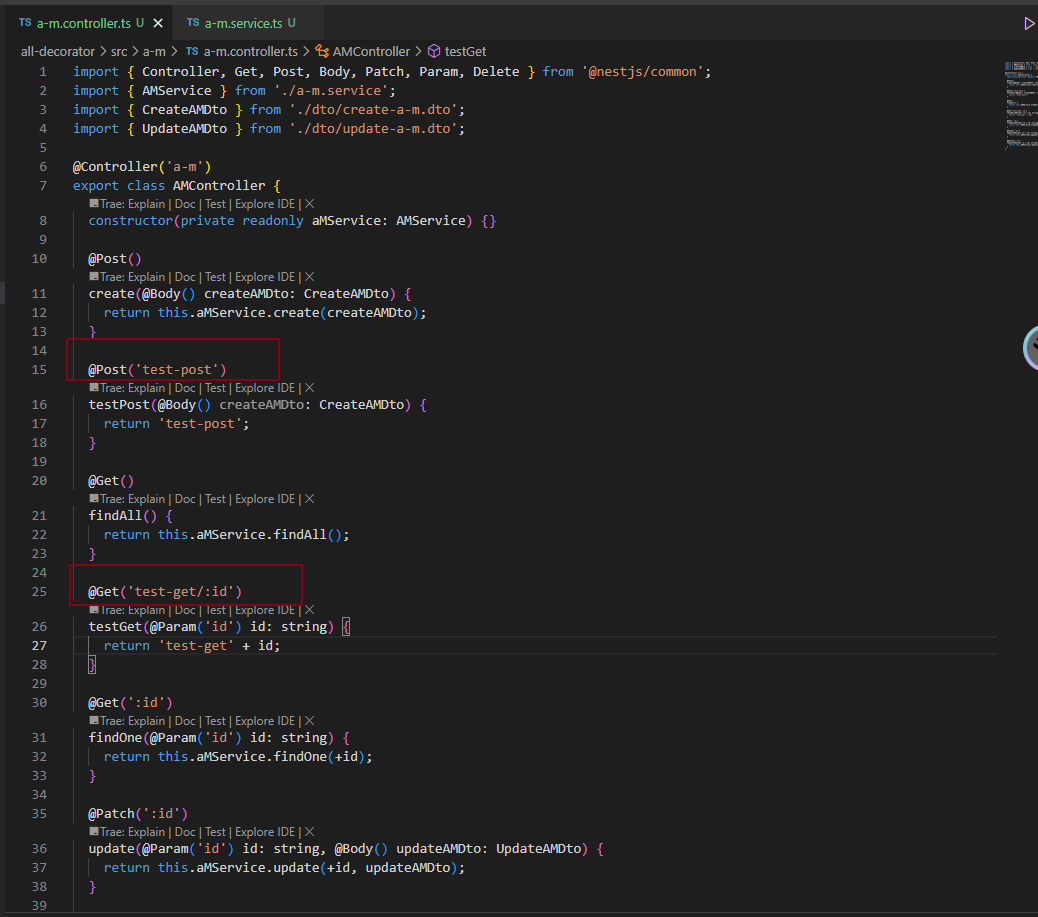 TS a-m.controller.ts U ×    TS a-m.service.ts U
all-decorator > src > a-m > TS a-m.controller.ts > AMController > testGet
1 import { Controller, Get, Post, Body, Patch, Param, Delete } from '@nestjs/common';
2 import { AMService } from './a-m.service';
3 import { CreateAMDto } from './dto/create-a-m.dto';
4 import { UpdateAMDto } from './dto/update-a-m.dto';
5
6 @Controller('a-m')
7 export class AMController {
Trae: Explain | Doc | Test | Explore IDE | ×
8 constructor(private readonly aMService: AMService) {}
9
10 @Post()
Trae: Explain | Doc | Test | Explore IDE | ×
11 create(@Body() createAMDto: CreateAMDto) {
12 return this.aMService.create(createAMDto);
13 }
14
15 @Post('test-post')
Trae: Explain | Doc | Test | Explore IDE | ×
16 testPost(@Body() createAMDto: CreateAMDto) {
17 return 'test-post';
18 }
19
20 @Get()
Trae: Explain | Doc | Test | Explore IDE | ×
21 findAll() {
22 return this.aMService.findAll();
23 }
24
25 @Get('test-get/:id')
Trae: Explain | Doc | Test | Explore IDE | ×
26 testGet(@Param('id') id: string) {
27 return 'test-get' + id;
28 }
29
30 @Get(':id')
Trae: Explain | Doc | Test | Explore IDE | ×
31 findOne(@Param('id') id: string) {
32 return this.aMService.findOne(+id);
33 }
34
35 @Patch(':id')
Trae: Explain | Doc | Test | Explore IDE | ×
36 update(@Param('id') id: string, @Body() updateAMDto: UpdateAMDto) {
37 return this.aMService.update(+id, updateAMDto);
38 }
39